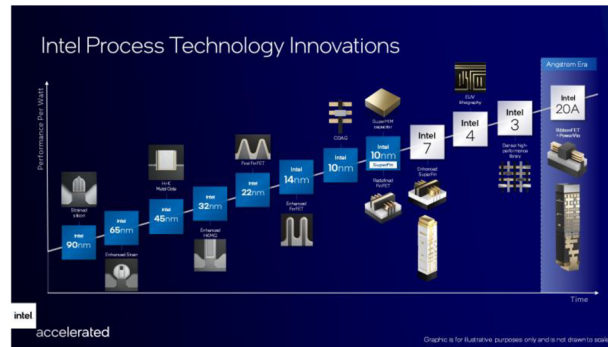 Intel Process Technology Innovations
Performance Per Watt
Strained
silicon
intel
90nm
intel
65nm
Enhanced Strain
Hi-K
Metal Gate
intel
45nm
intel
32nm
Enhanced
HKMG
First FinFET
intel
22nm
intel
14nm
Enhanced
FinFET
COAG
intel
10nm
SuperMIM
capacitor
intel
10nm
SuperFin
Redefined
FinFET
intel
7
Enhanced
SuperFin
EUV
lithography
intel
4
intel
3
Denser high-
performance
library
Angstrom Era
intel
20A
RibbonFET
+ PowerVia
Time
intel
accelerated
Graphic is for illustrative purposes only and is not drawn to scale